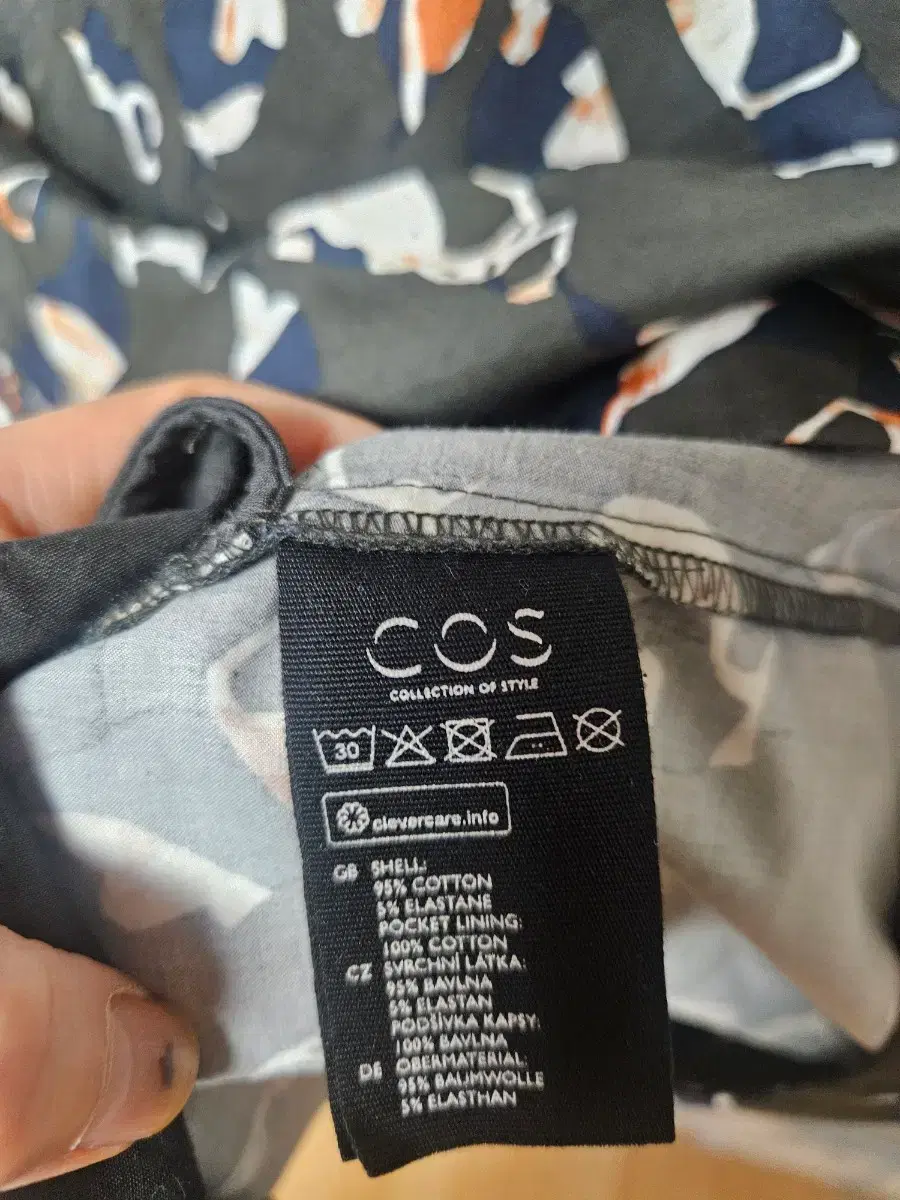 COS
COLLECTION OF STYLE
30
clevercare.info
GB SHELL:
95% COTTON
5% ELASTANE
POCKET LINING:
100% COTTON
CZ SVRCHNÍ LÁTKA:
95% BAVLNA
5% ELASTAN
PODŠÍVKA KAPSY:
100% BAVLNA
DE OBERMATERIAL:
95% BAUMWOLLE
5% ELASTHAN